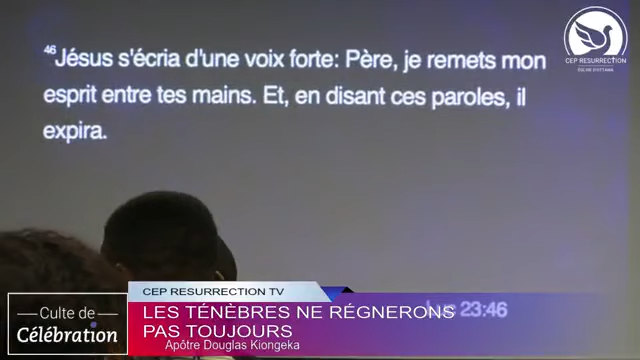 ⁴⁶Jésus s'écria d'une voix forte: Père, je remets mon
esprit entre tes mains. Et, en disant ces paroles, il
expira.
CEP RESURRECTION
ÉGLISE D'OTTAWA
CEP RESURRECTION TV
LES TÉNÈBRES NE RÉGNERONS
PAS TOUJOURS
Apôtre Douglas Kiongeka
23:46
Culte de
Célébration